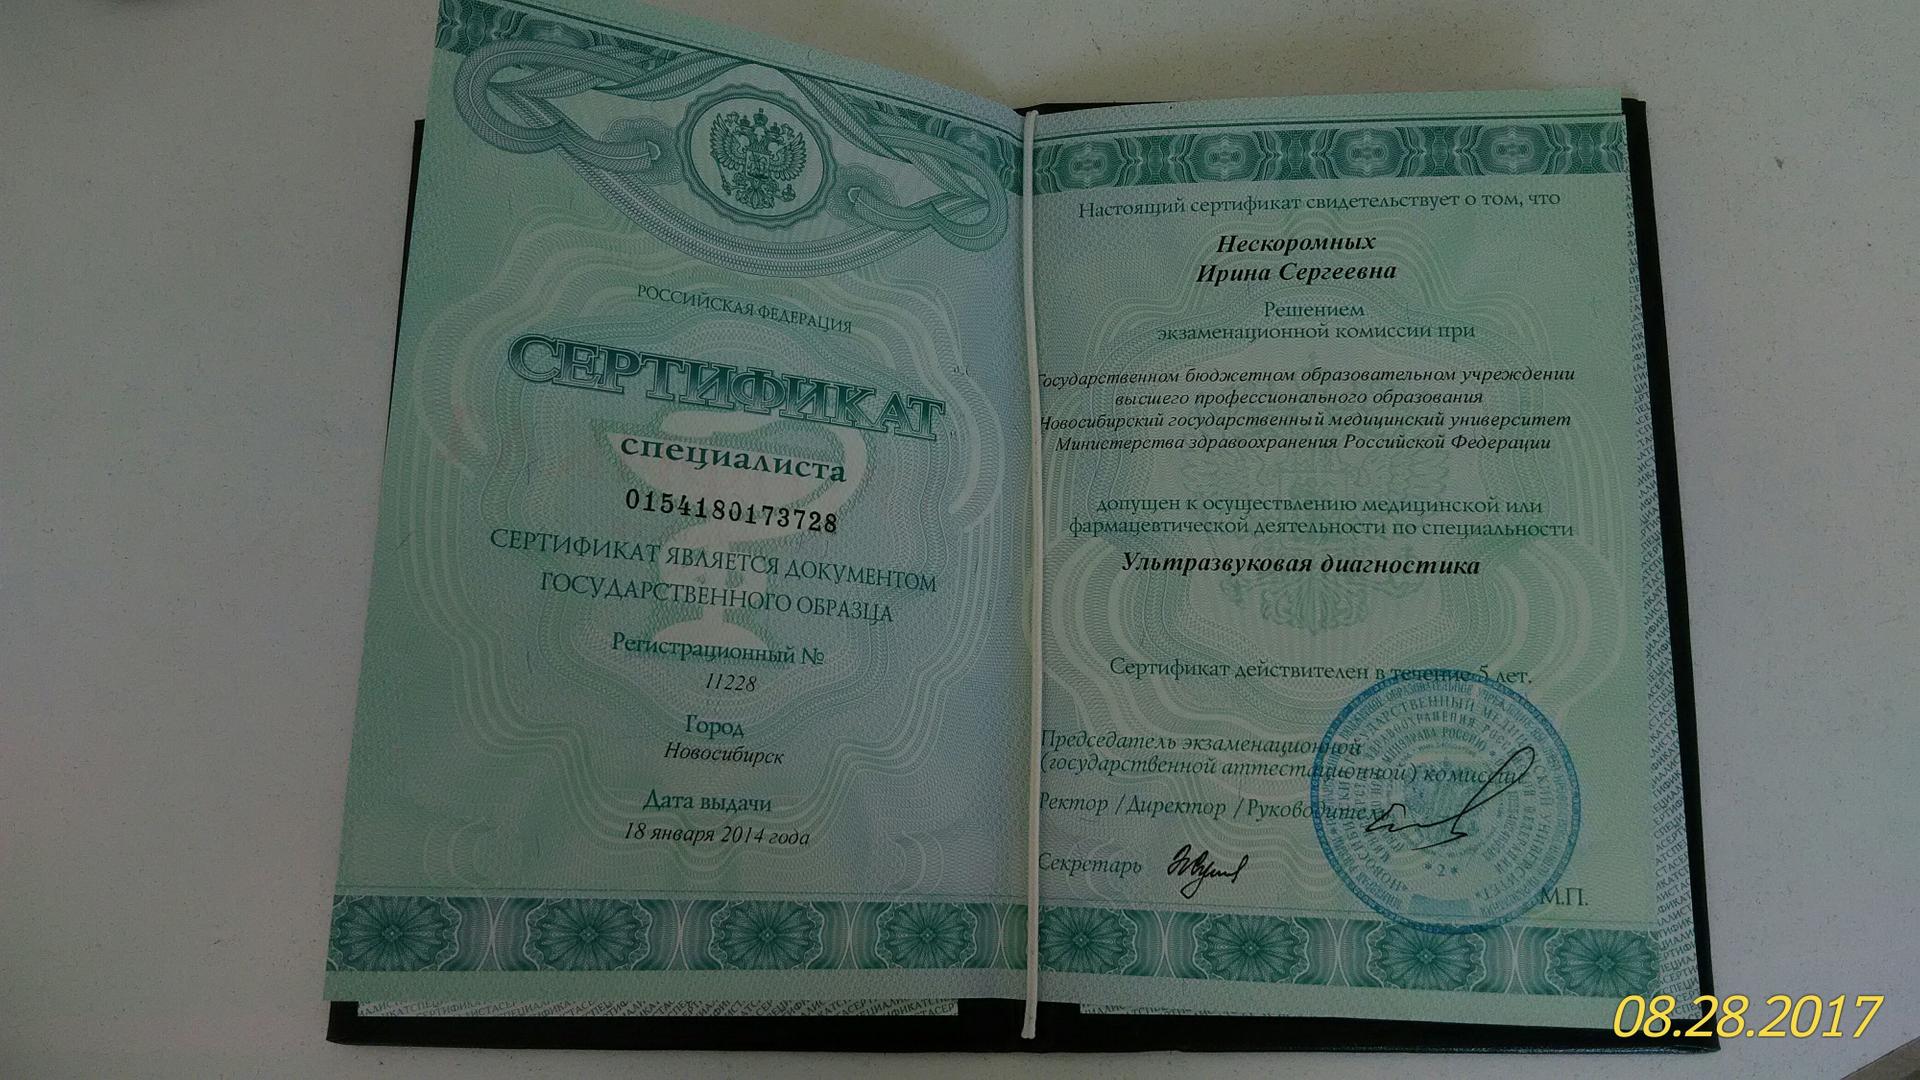 РОССИЙСКАЯ ФЕДЕРАЦИЯ
СЕРТИФИКАТ
специалиста
0154180173728
СЕРТИФИКАТ ЯВЛЯЕТСЯ ДОКУМЕНТОМ
ГОСУДАРСТВЕННОГО ОБРАЗЦА
Регистрационный №
11228
Город
Новосибирск
Дата выдачи
18 января 2014 года
Настоящий сертификат свидетельствует о том, что
Нескоромных
Ирина Сергеевна
Решением
экзаменационной комиссии при
Государственном бюджетном образовательном учреждении
высшего профессионального образования
Новосибирский государственный медицинский университет
Министерства здравоохранения Российской Федерации
допущен к осуществлению медицинской или
фармацевтической деятельности по специальности
Ультразвуковая диагностика
Сертификат действителен в течение 5 лет.
Председатель экзаменационной
(государственной аттестационной) комиссии
Ректор /Директор /Руководитель
Секретарь
М.П.
08.28.2017